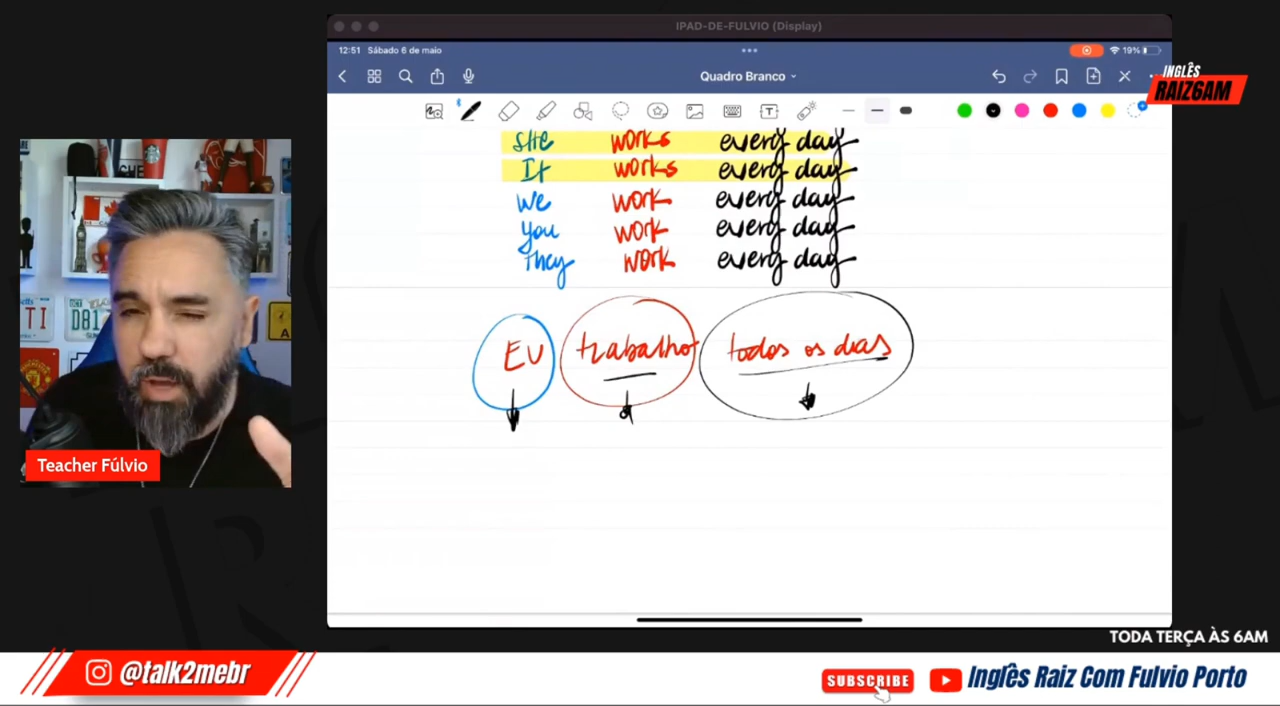 IPAD-DE-FULVIO (Display)
12:51 Sábado 6 de maio
19%
Quadro Branco
INGLÊS
RAIZ6AM
SHe works every day
It works every day
We work every day
you work every day
They work every day
EU trabalho todos os dias
Teacher Fúlvio
TODA TERÇA ÀS 6AM
@talk2mebr
SUBSCRIBE
Inglês Raiz Com Fulvio Porto